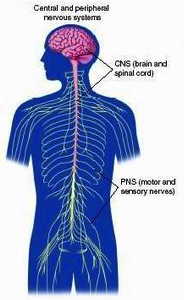 Central and peripheral
nervous systems
CNS (brain and
spinal cord)
PNS (motor and
sensory nerves)